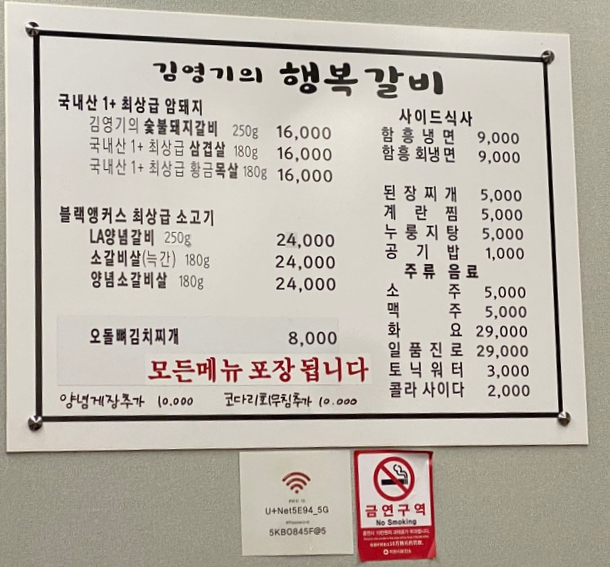 김영기의 행복갈비
국내산 1+ 최상급 암돼지
김영기의 숯불돼지갈비 250g 16,000
국내산 1+ 최상급 삼겹살 180g 16,000
국내산 1+ 최상급 황금목살 180g 16,000
블랙앵커스 최상급 소고기
LA양념갈비 250g 24,000
소갈비살(늑간) 180g 24,000
양념소갈비살 180g 24,000
오돌뼈김치찌개 8,000
모든메뉴 포장 됩니다
양념게장추가 10.000 코다리회무침추가 10.000
사이드식사
함흥냉면 9,000
함흥회냉면 9,000
된장찌개 5,000
계란찜 5,000
누룽지탕 5,000
공기밥 1,000
주류음료
소주 5,000
맥주 5,000
화요 29,000
일품진로 29,000
토닉워터 3,000
콜라사이다 2,000
U+Net5E94_5G
5KB0845F@5
금연구역
No Smoking